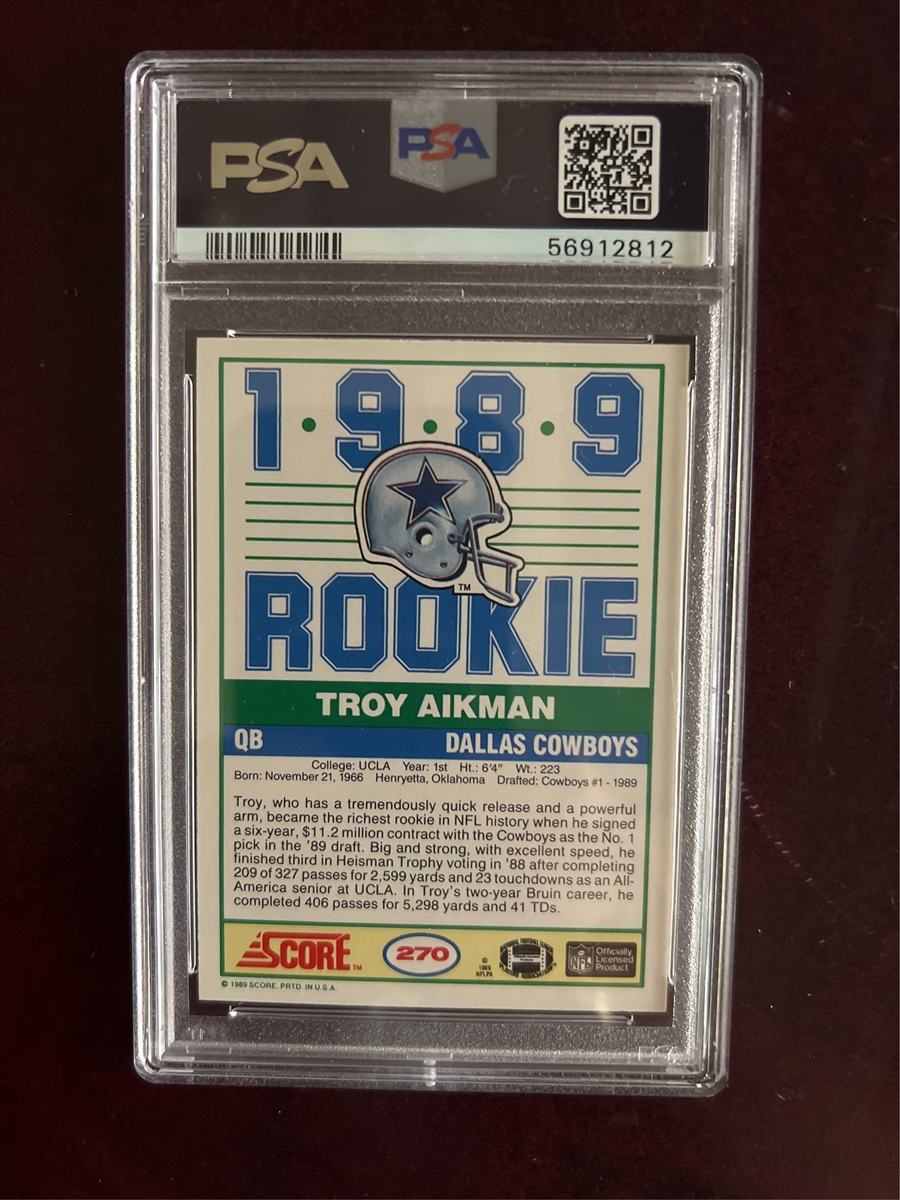 PSA PSA
56912812
1·9·8·9
TM
ROOKIE
TROY AIKMAN
QB DALLAS COWBOYS
College: UCLA Year: 1st Ht.: 6'4" Wt.: 223
Born: November 21, 1966 Henryetta, Oklahoma Drafted: Cowboys #1 - 1989
Troy, who has a tremendously quick release and a powerful
arm, became the richest rookie in NFL history when he signed
a six-year, $11.2 million contract with the Cowboys as the No. 1
pick in the '89 draft. Big and strong, with excellent speed, he
finished third in Heisman Trophy voting in '88 after completing
209 of 327 passes for 2,599 yards and 23 touchdowns as an All-
America senior at UCLA. In Troy's two-year Bruin career, he
completed 406 passes for 5,298 yards and 41 TDs.
SCORE TM 270
© 1989 NFLPA
NFL
Officially
Licensed
Product
© 1989 SCORE, PRTD. IN U.S.A.